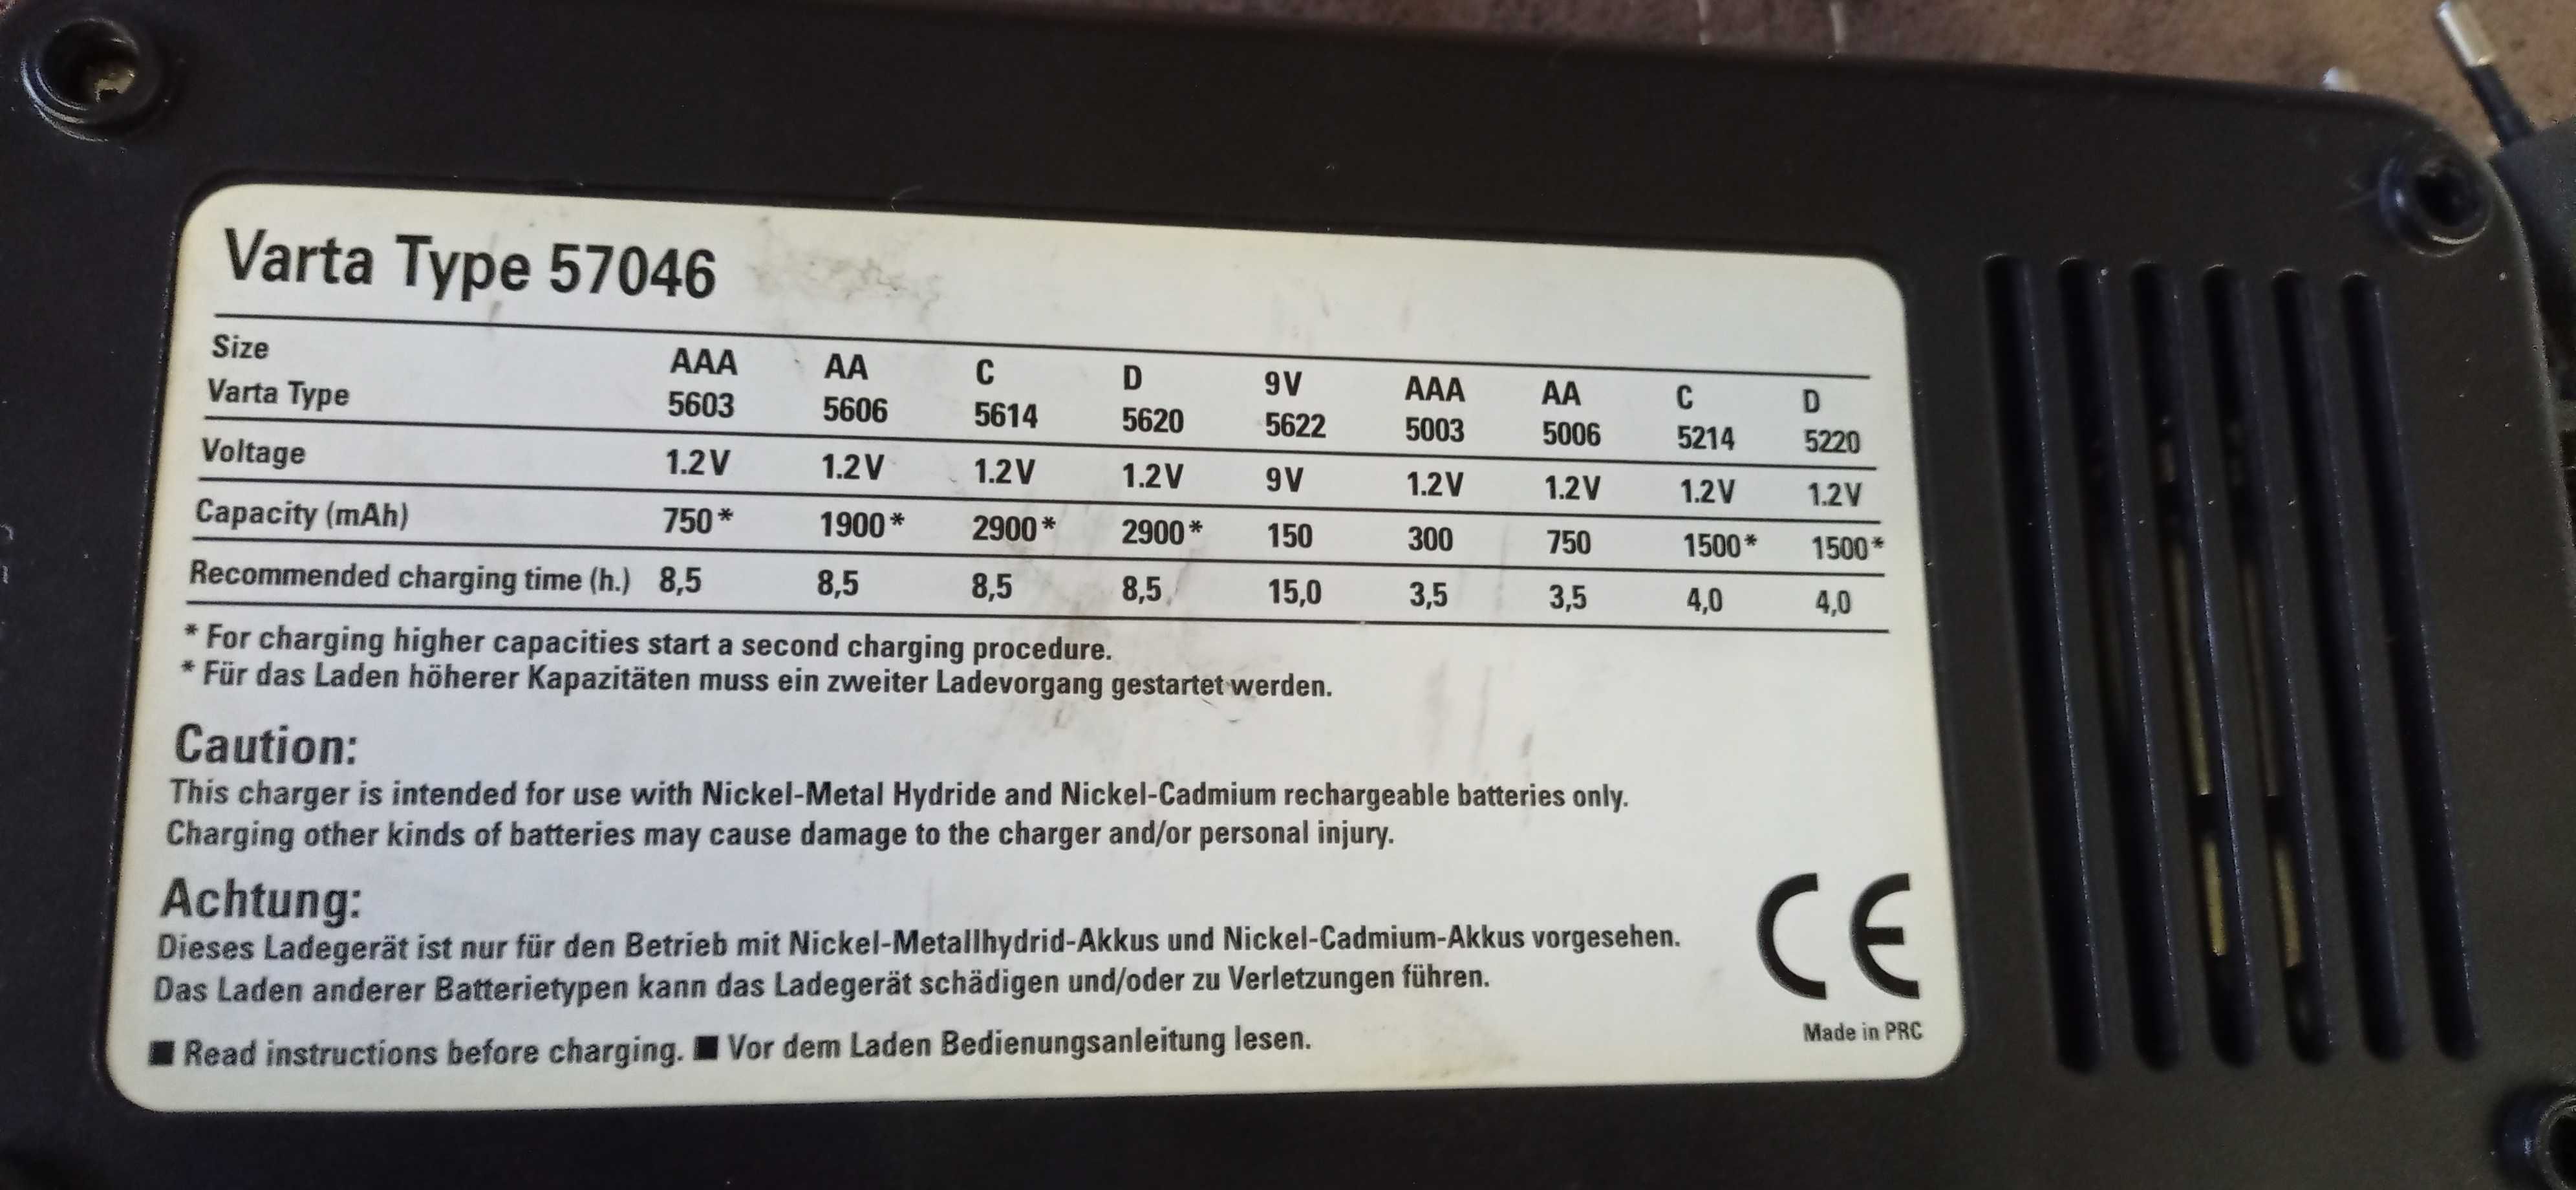 Varta Type 57046
Size AAA AA C D 9V AAA AA C D
Varta Type 5603 5606 5614 5620 5622 5003 5006 5214 5220
Voltage 1.2V 1.2V 1.2V 1.2V 9V 1.2V 1.2V 1.2V 1.2V
Capacity (mAh) 750* 1900* 2900* 2900* 150 300 750 1500* 1500*
Recommended charging time (h.) 8,5 8,5 8,5 8,5 15,0 3,5 3,5 4,0 4,0
* For charging higher capacities start a second charging procedure.
* Für das Laden höherer Kapazitäten muss ein zweiter Ladevorgang gestartet werden.
Caution:
This charger is intended for use with Nickel-Metal Hydride and Nickel-Cadmium rechargeable batteries only.
Charging other kinds of batteries may cause damage to the charger and/or personal injury.
Achtung:
Dieses Ladegerät ist nur für den Betrieb mit Nickel-Metallhydrid-Akkus und Nickel-Cadmium-Akkus vorgesehen.
Das Laden anderer Batterietypen kann das Ladegerät schädigen und/oder zu Verletzungen führen.
■ Read instructions before charging. ■ Vor dem Laden Bedienungsanleitung lesen.
CE
Made in PRC